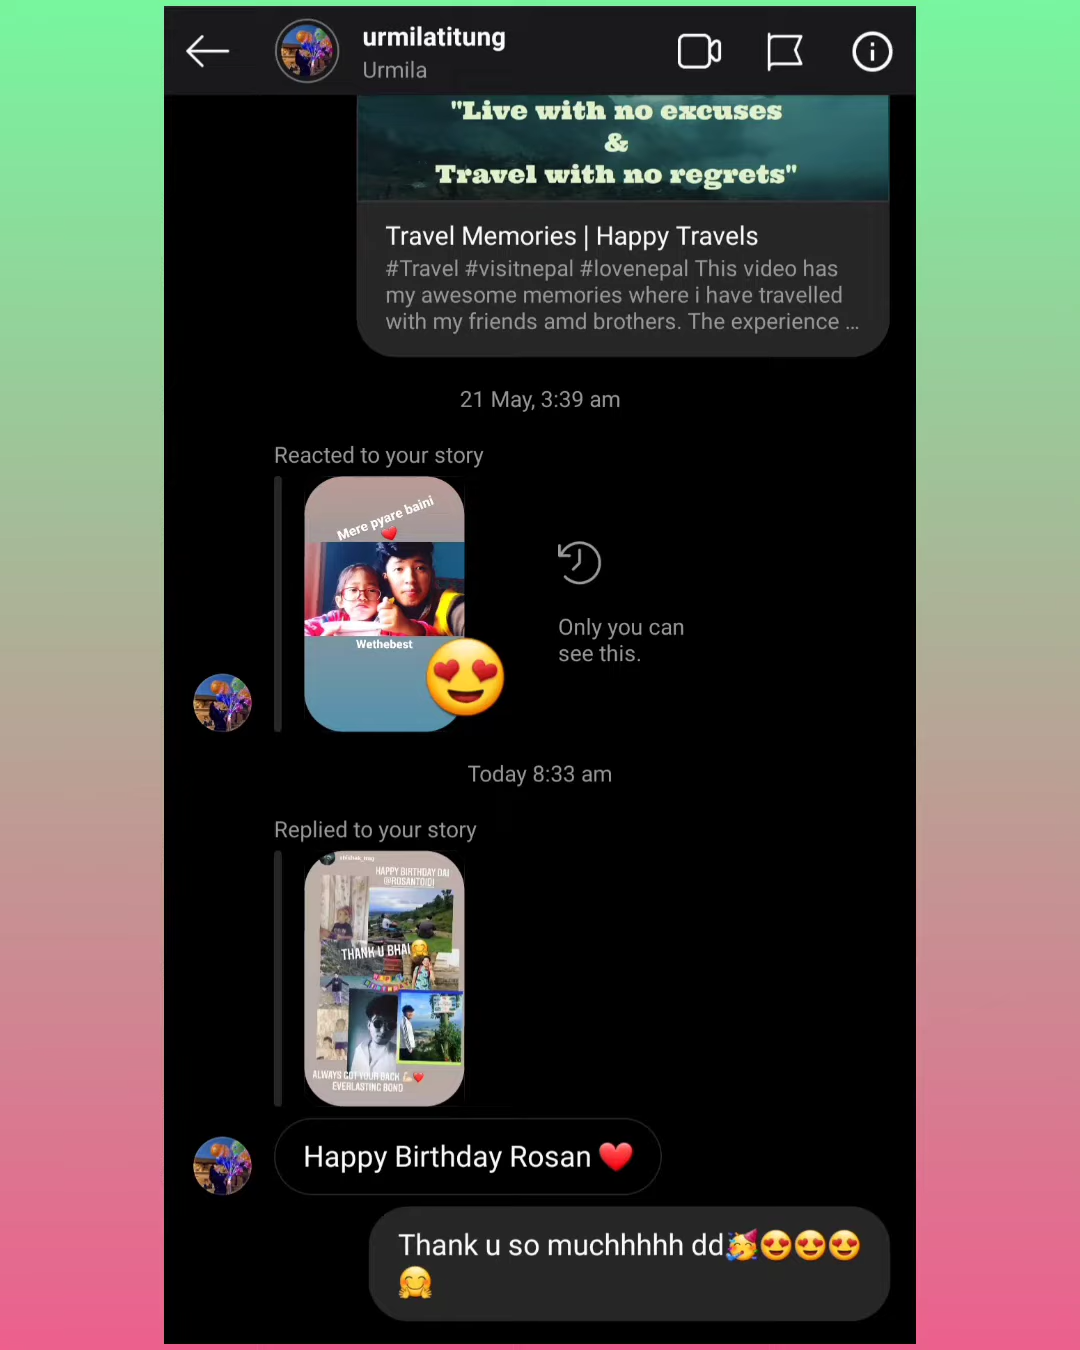 urmilatitung
Urmila
"Live with no excuses
&
Travel with no regrets"
Travel Memories | Happy Travels
#Travel #visitnepal #lovenepal This video has
my awesome memories where i have travelled
with my friends amd brothers. The experience ...
21 May, 3:39 am
Reacted to your story
Mere pyare baini
❤️
Wethebest
😍
Only you can
see this.
Today 8:33 am
Replied to your story
HAPPY BIRTHDAY DAI
THANK U BHAI🤗
ALWAYS GOT YOUR BACK 💪❤️
EVERLASTING BOND
Happy Birthday Rosan ❤️
Thank u so muchhhhh dd🥳😍😍😍
🤗